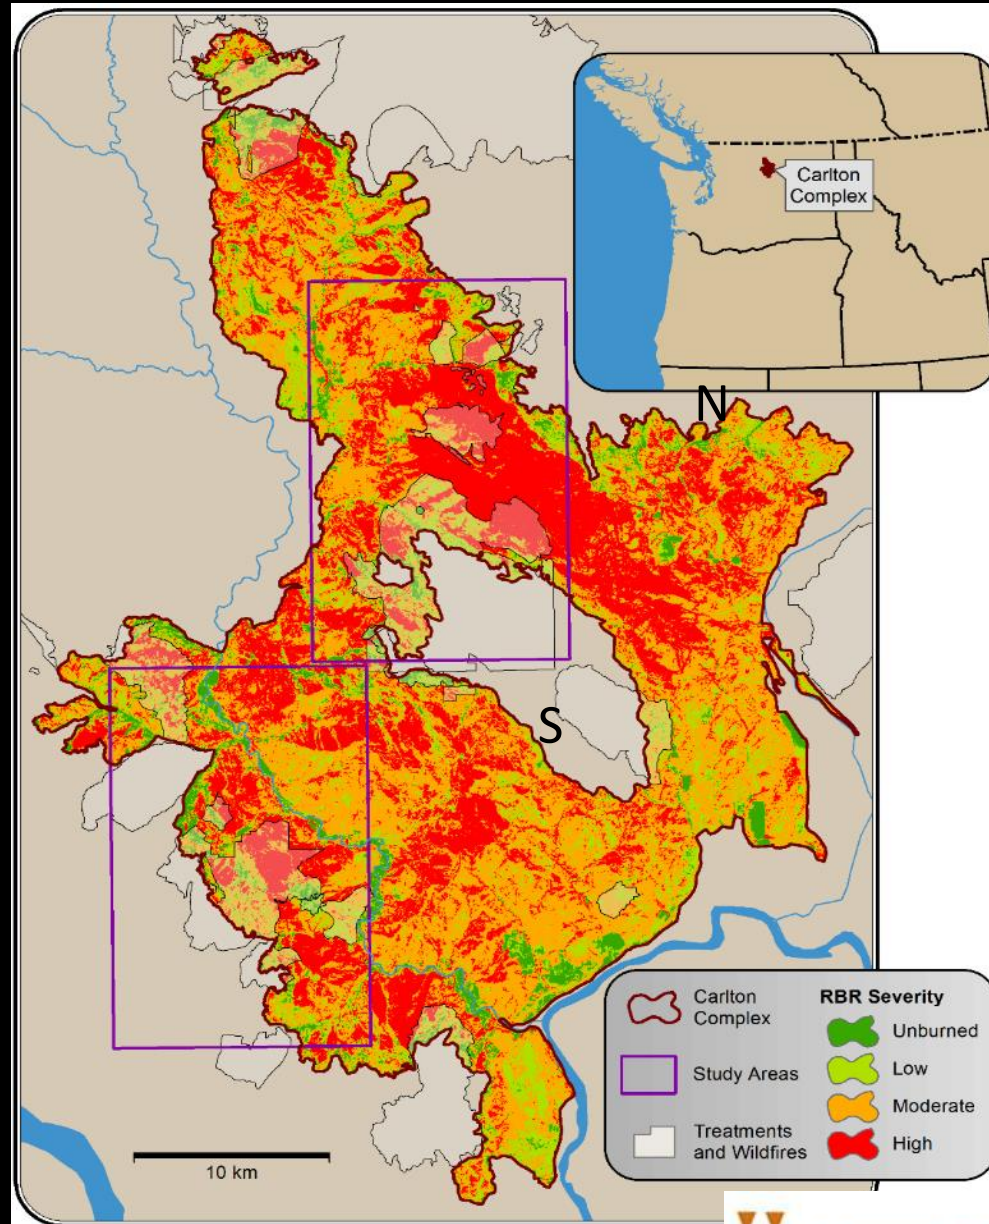 Carlton
Complex
N
S
Carlton
Complex
Study Areas
Treatments
and Wildfires
RBR Severity
Unburned
Low
Moderate
High
10 km